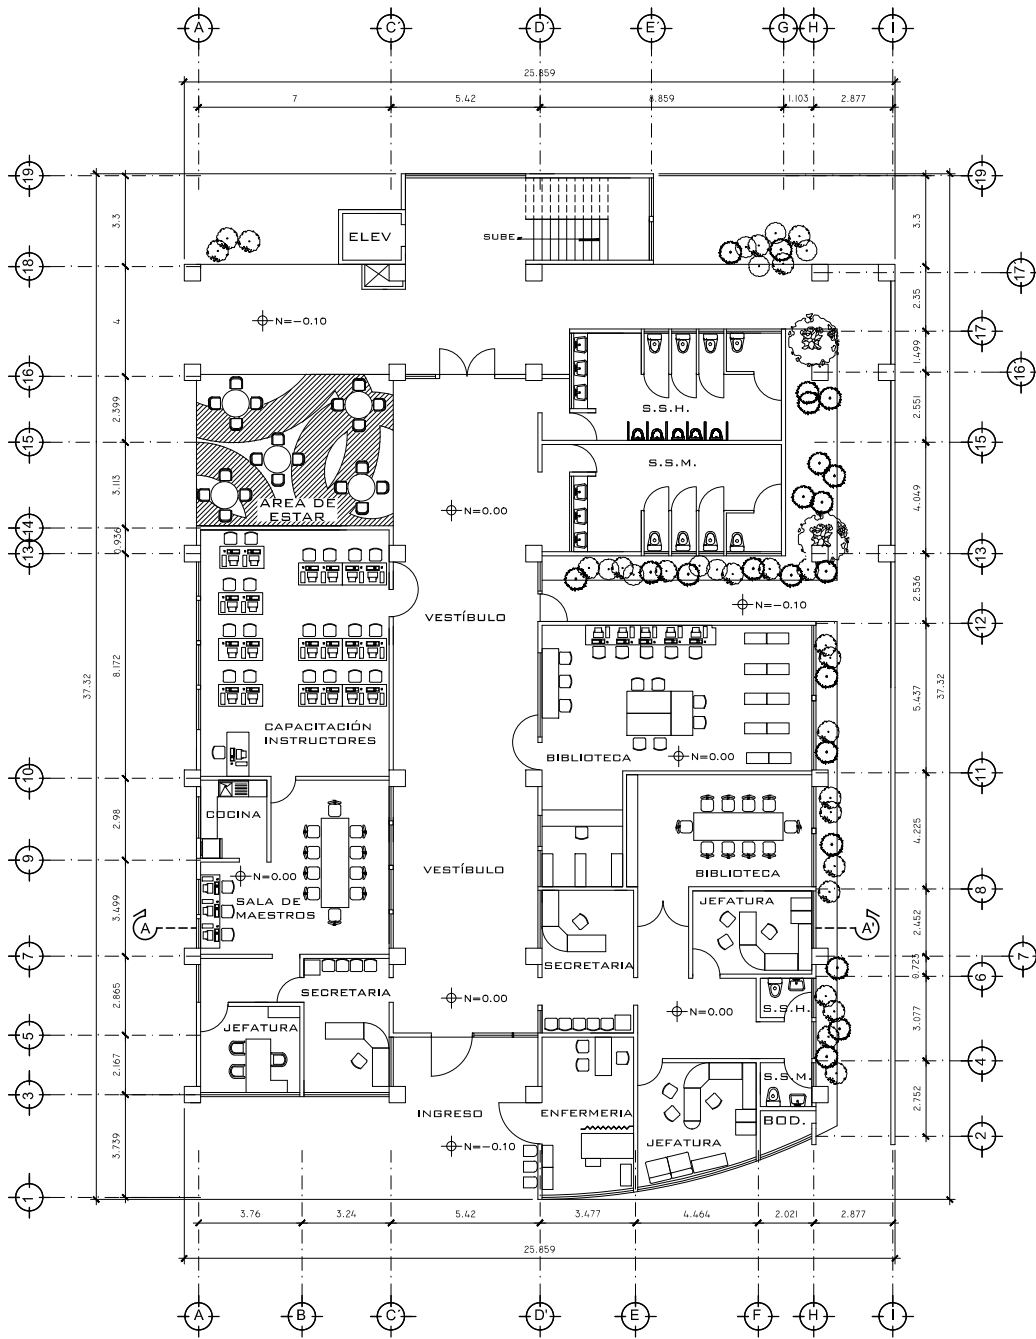 A C' D' E' G H I
25.859
7 5.42 8.859 1.103 2.877
19 19
3.3 3.3
ELEV
SUBE
18 17
N=-0.10
4 2.35
17
1.499
16 16
2.399 2.551
S.S.H.
15 15
S.S.M.
3.113 4.049
AREA DE
ESTAR
N=0.00
14
0.936
13 13
2.536
N=-0.10
VESTÍBULO
12
8.172
37.32 37.32
5.437
CAPACITACIÓN
INSTRUCTORES
BIBLIOTECA
N=0.00
10 11
COCINA
2.98 4.225
9
VESTÍBULO
BIBLIOTECA
N=0.00
8
3.499
SALA DE
MAESTROS
JEFATURA
A A'
2.452
7 7
SECRETARIA
0.723
6
SECRETARIA
2.865
N=0.00
N=0.00
S.S.H.
3.077
JEFATURA
5
2.167
4
S.S.M.
3
2.752
INGRESO
ENFERMERIA
BOD.
JEFATURA
2
N=-0.10
3.739
1
3.76 3.24 5.42 3.477 4.464 2.021 2.877
25.859
A B C' D' E F H I